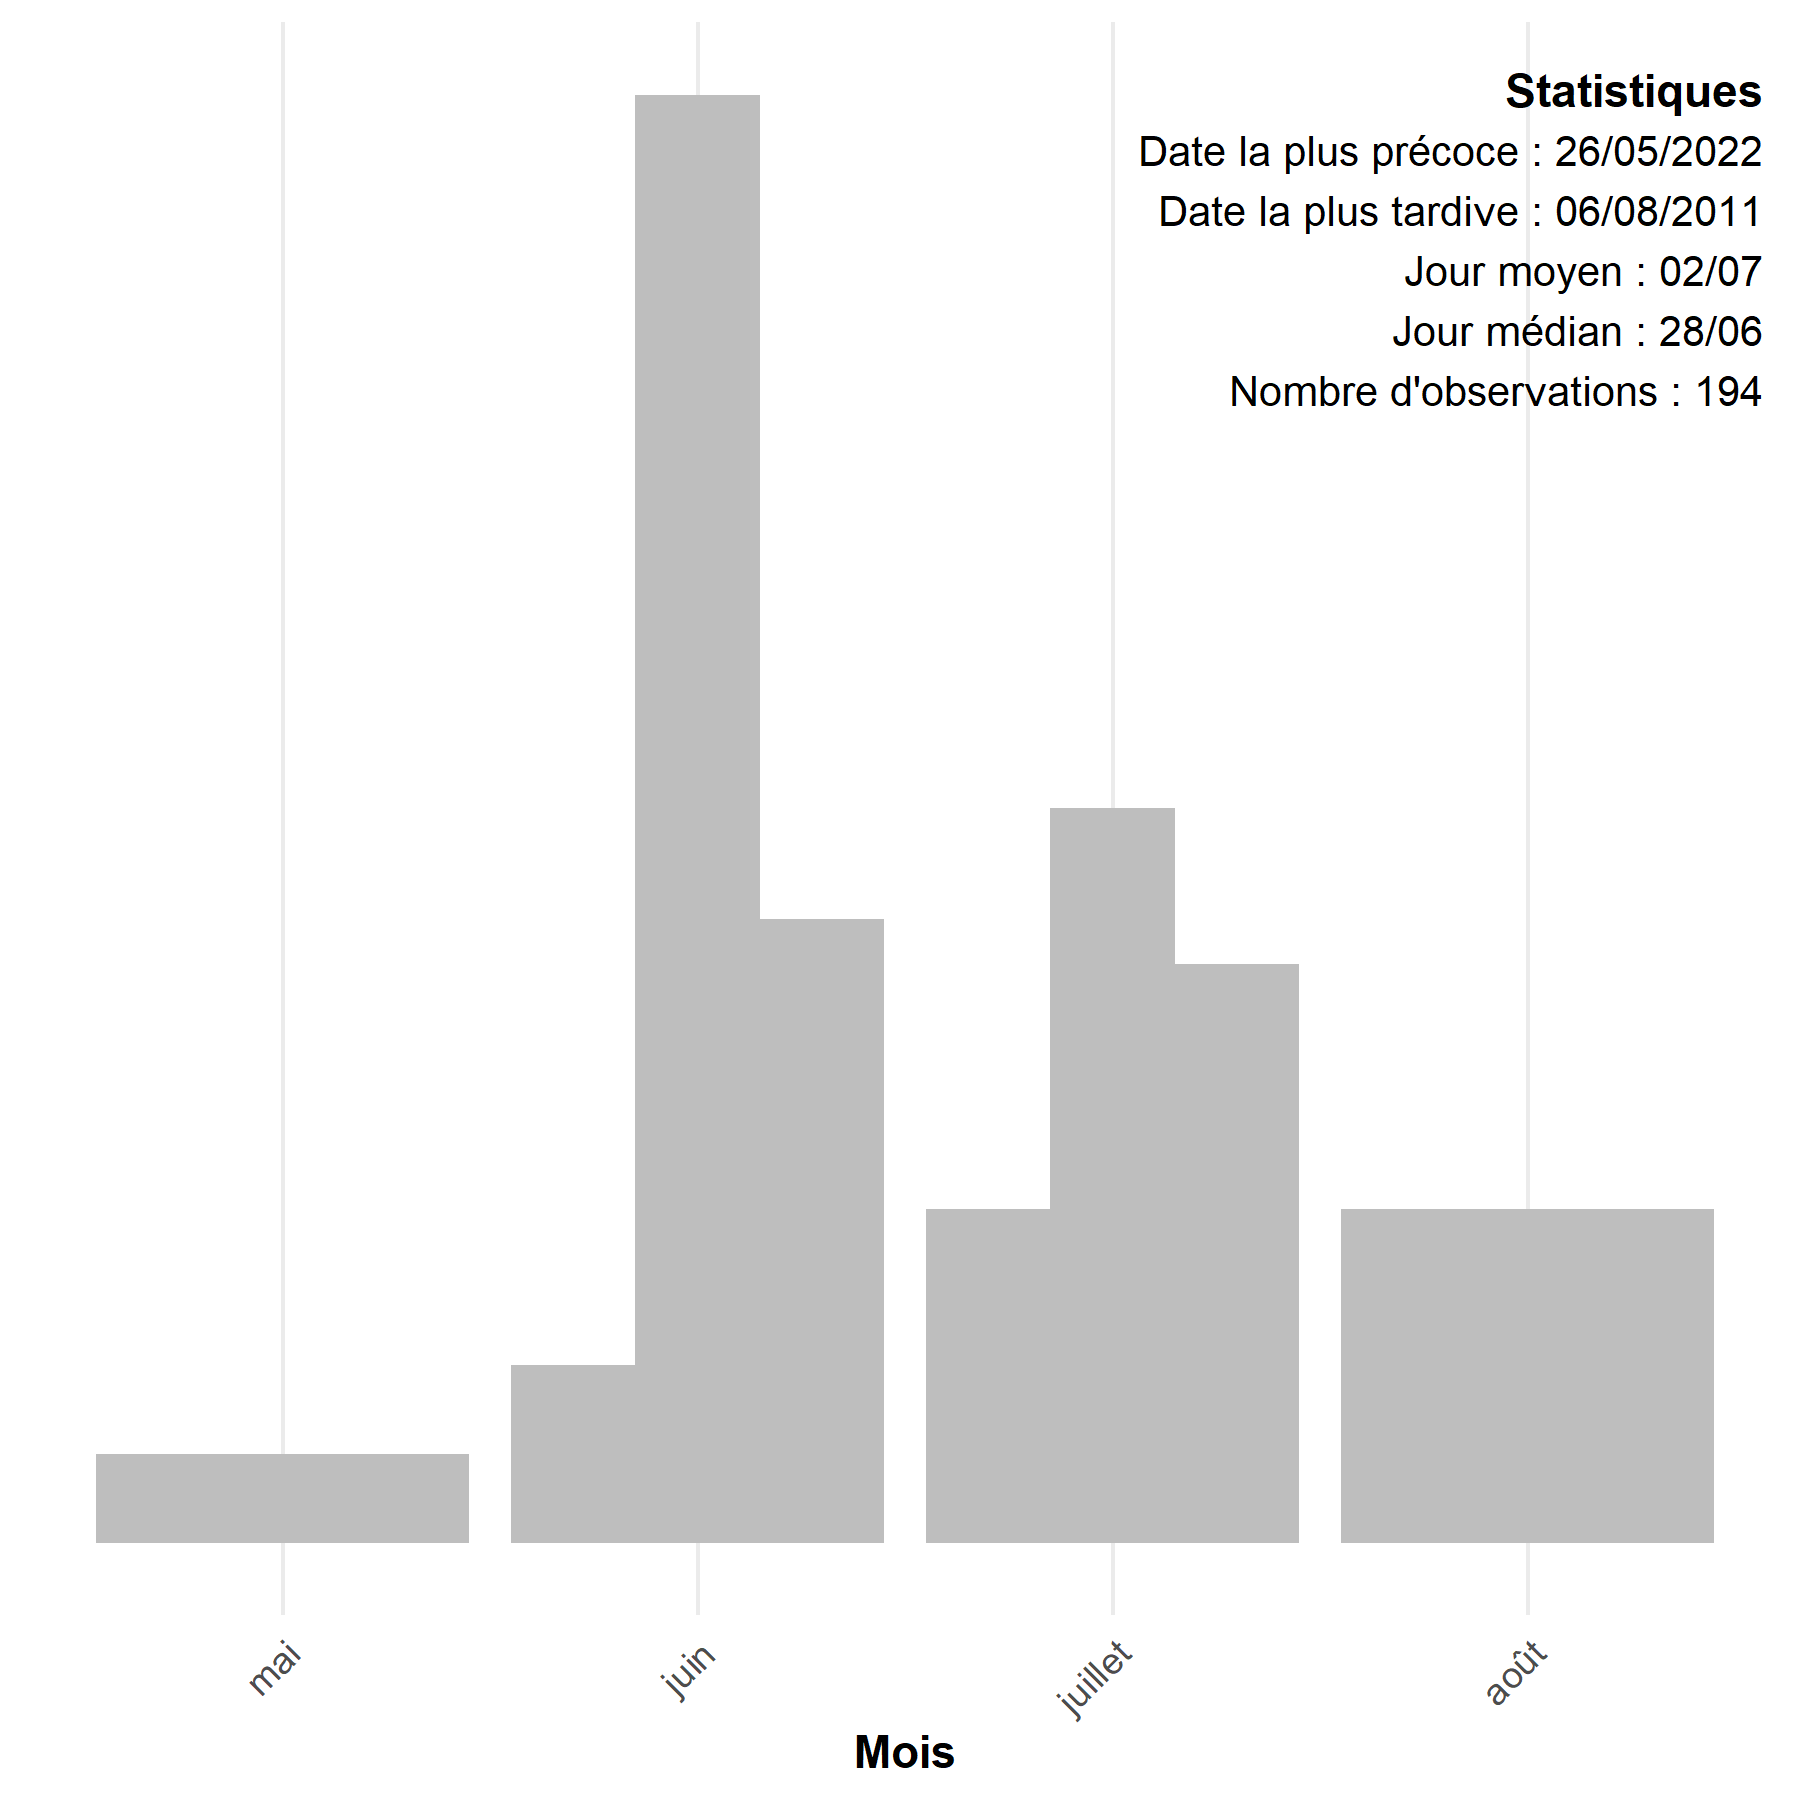 Statistiques
Date la plus précoce : 26/05/2022
Date la plus tardive : 06/08/2011
Jour moyen : 02/07
Jour médian : 28/06
Nombre d'observations : 194
mai
juin
juillet
août
Mois